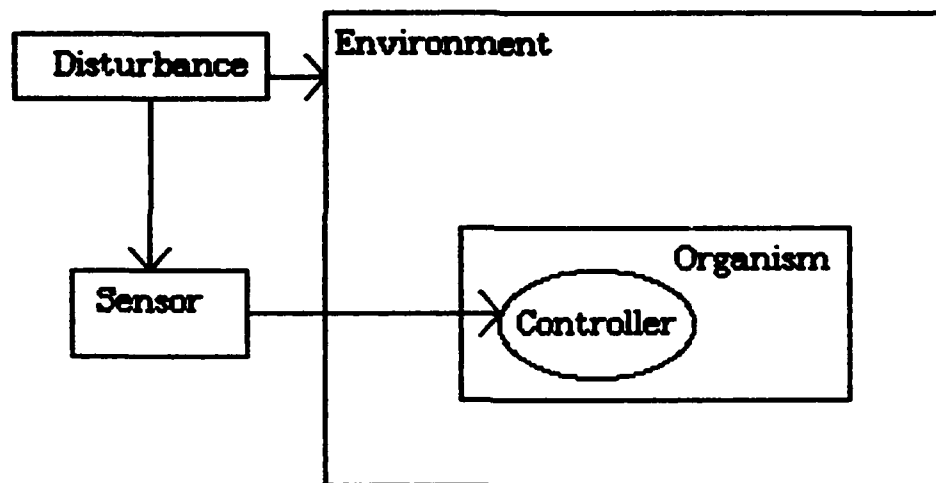 Disturbance
Environment
Sensor
Organism
Controller